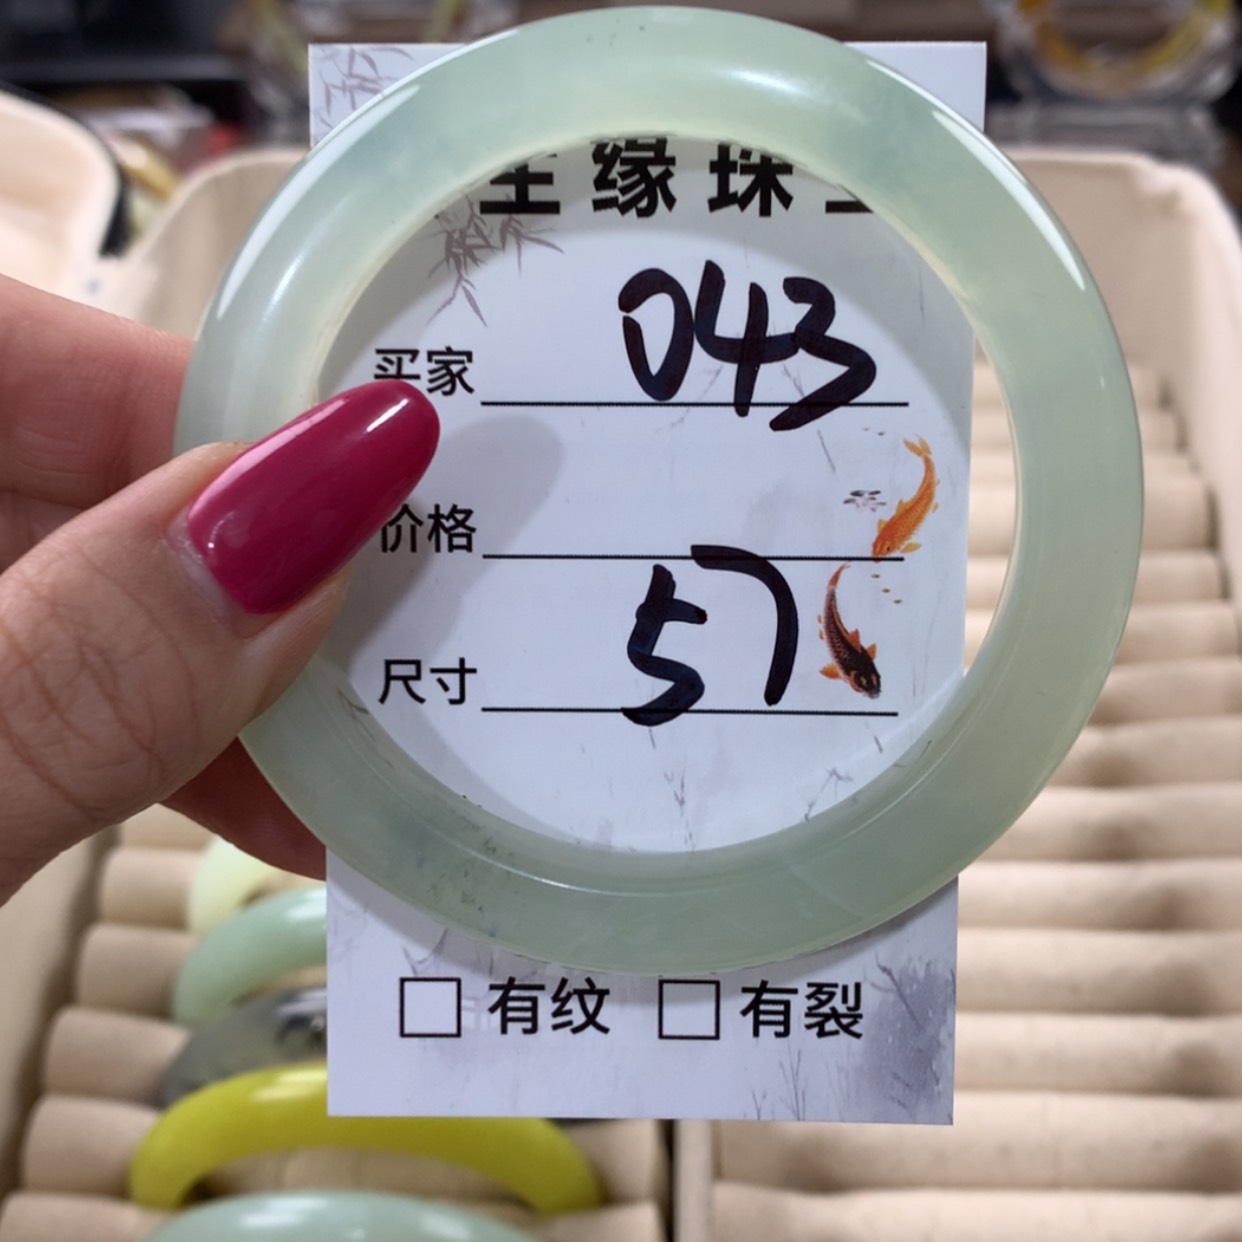 缘珠
买家 043
价格
尺寸 57
□ 有纹 □ 有裂